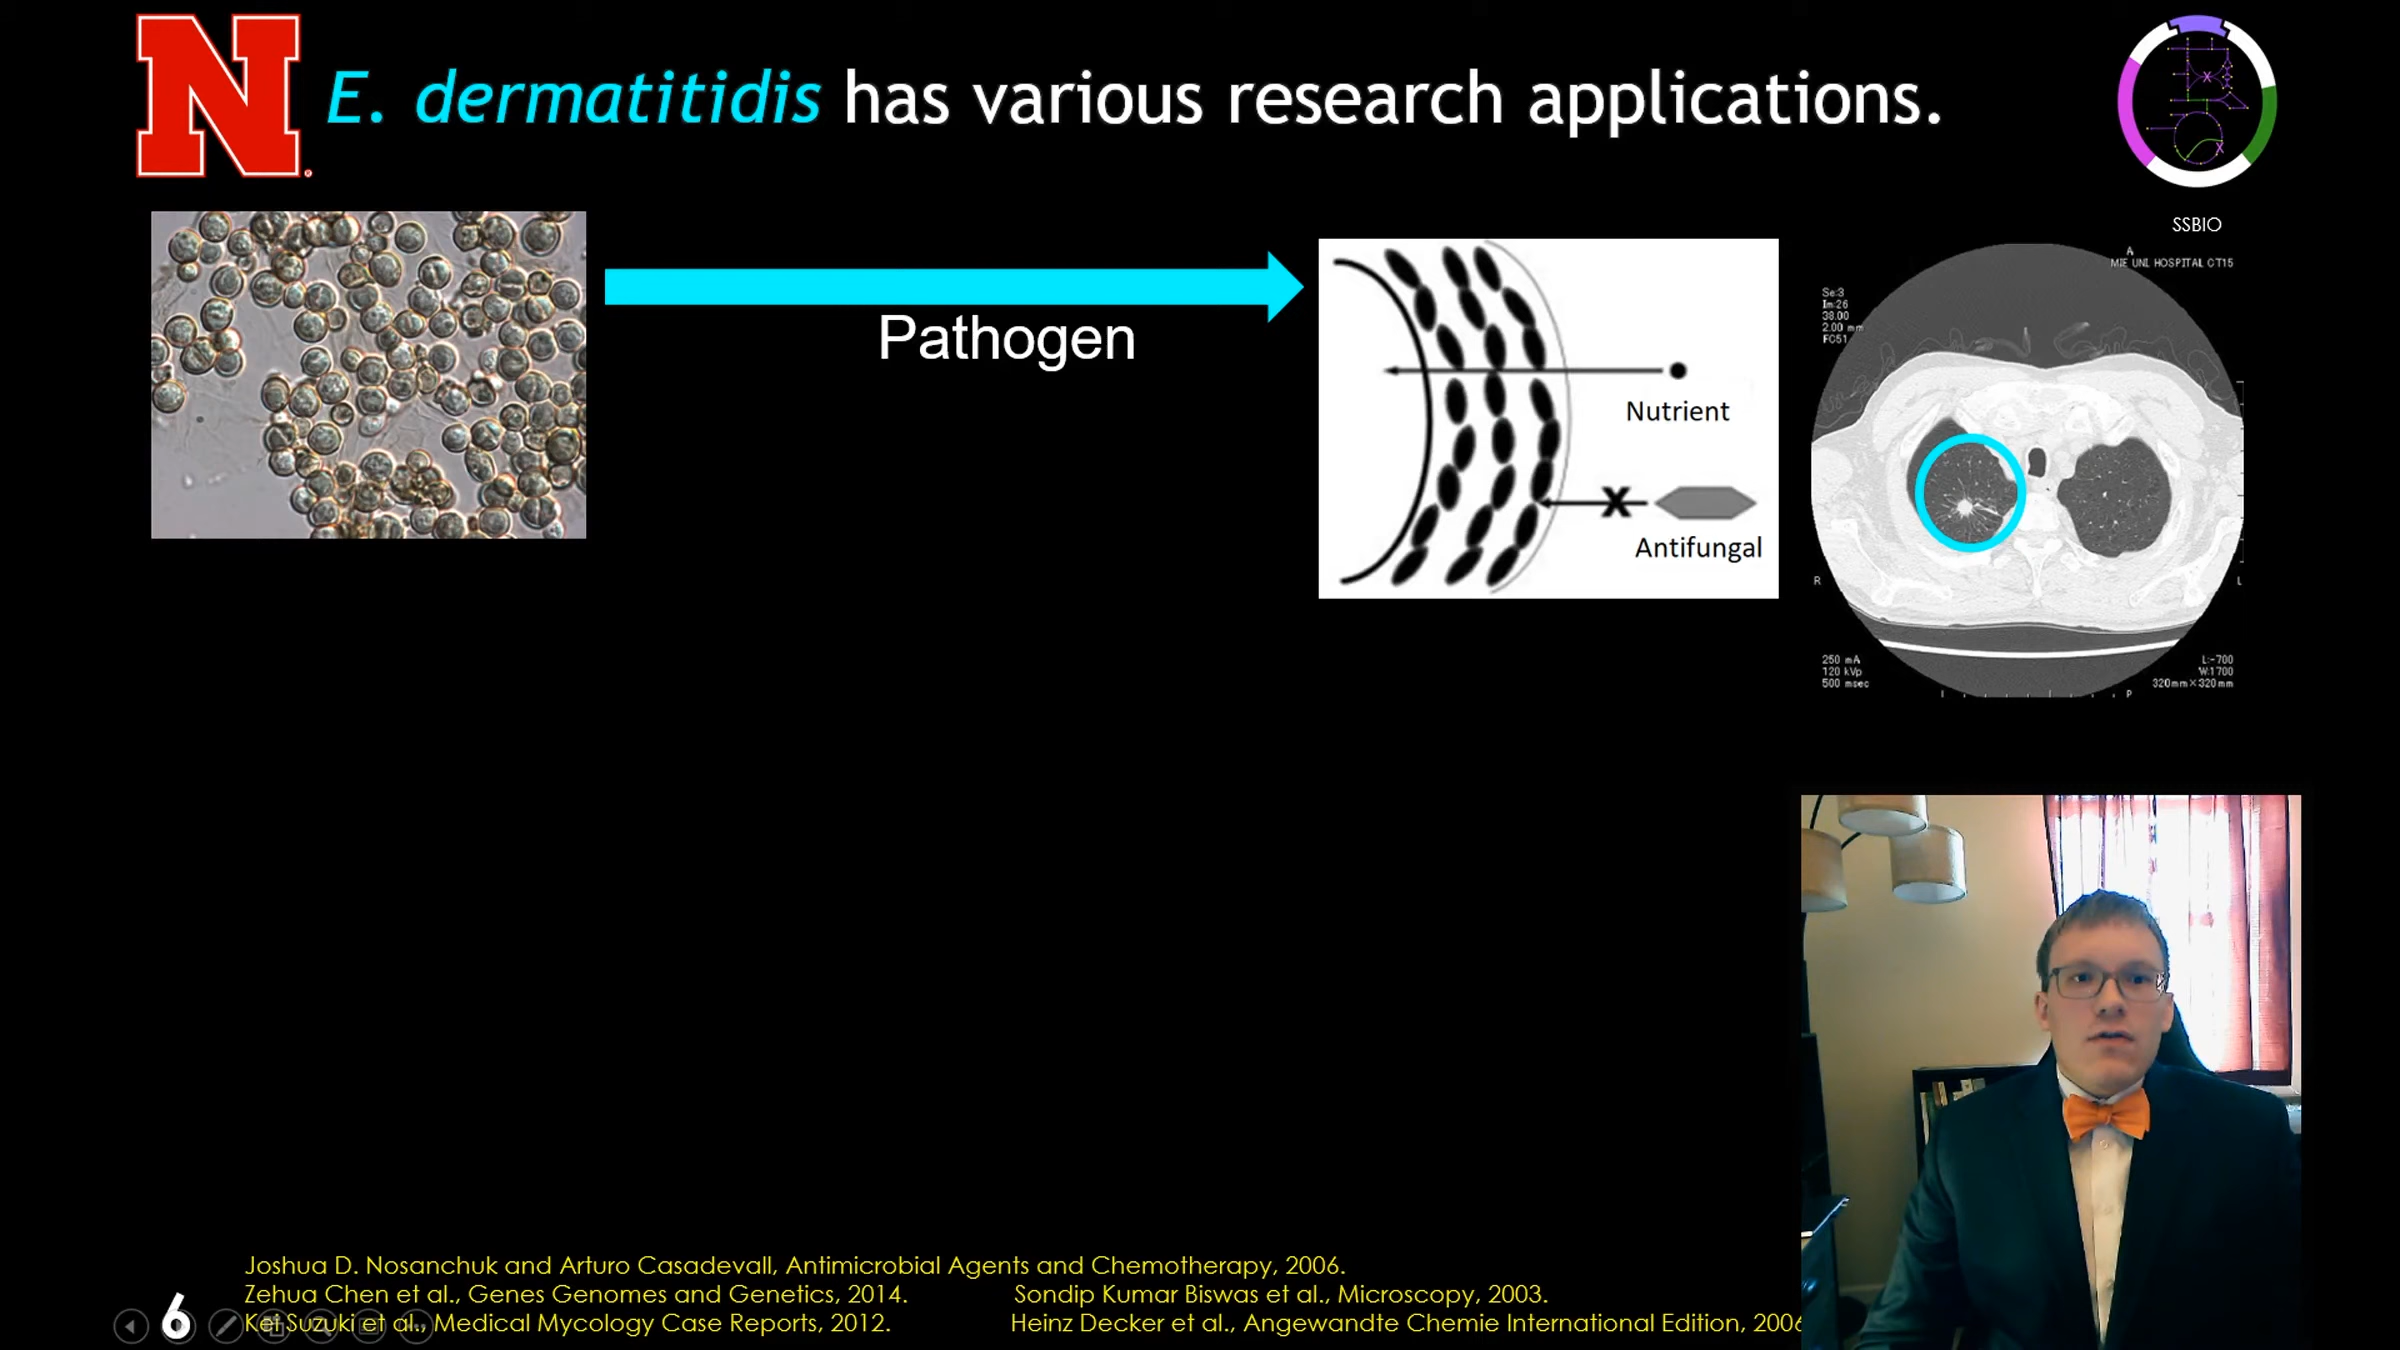 N
E. dermatitidis has various research applications.
SSBIO
A
MIE UNI HOSPITAL CT15
Se:3
Im:26
38.00
2.00 mm
FC51
Pathogen
Nutrient
X
Antifungal
R
L
250 mA
120 kVp
500 msec
L:-700
W:1700
320mm×320mm
P
Joshua D. Nosanchuk and Arturo Casadevall, Antimicrobial Agents and Chemotherapy, 2006.
Zehua Chen et al., Genes Genomes and Genetics, 2014.
Sondip Kumar Biswas et al., Microscopy, 2003.
6
Kei Suzuki et al., Medical Mycology Case Reports, 2012.
Heinz Decker et al., Angewandte Chemie International Edition, 2006